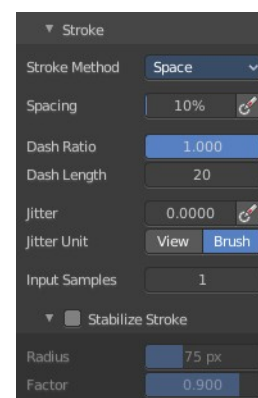 Stroke
Stroke Method Space
Spacing 10%
Dash Ratio 1.000
Dash Length 20
Jitter 0.0000
Jitter Unit View Brush
Input Samples 1
Stabilize Stroke
Radius 75 px
Factor 0.900